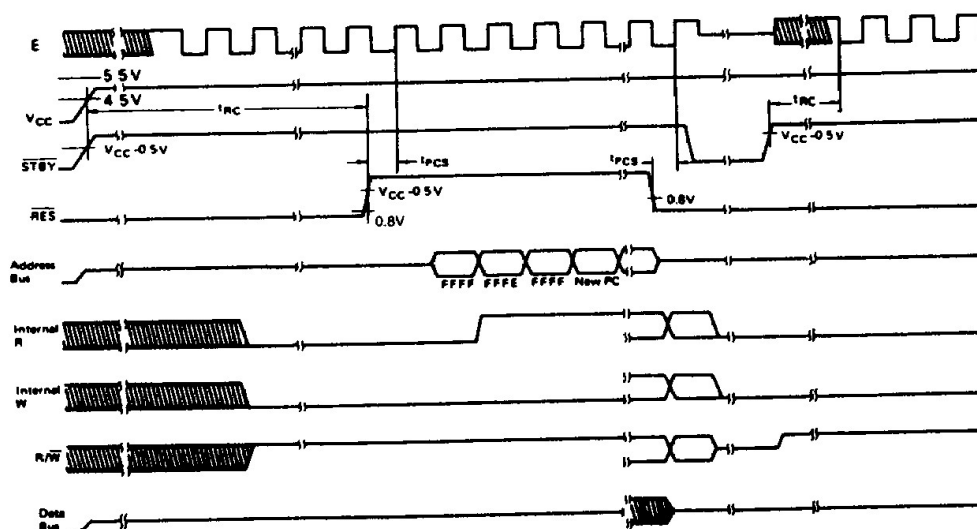 E
5 5V
4 5V
tRC
tRC
VCC
VCC -0 5V
VCC -0 5V
STBY
tPCS
tPCS
VCC -0 5V
0.8V
RES
0.8V
Address
Bus
FFFF FFFE FFFF New PC
Internal
R
Internal
W
R/W
Data
Bus